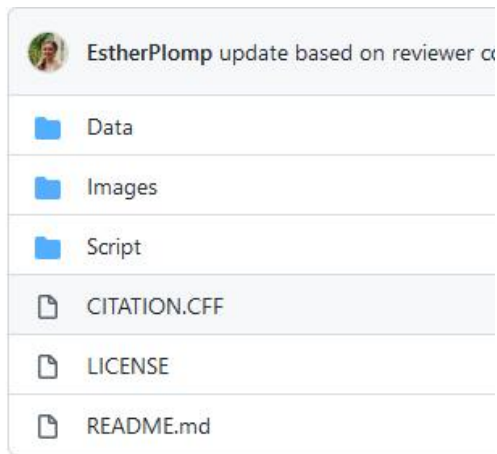 EstherPlomp update based on reviewer
Data
Images
Script
CITATION.CFF
LICENSE
README.md